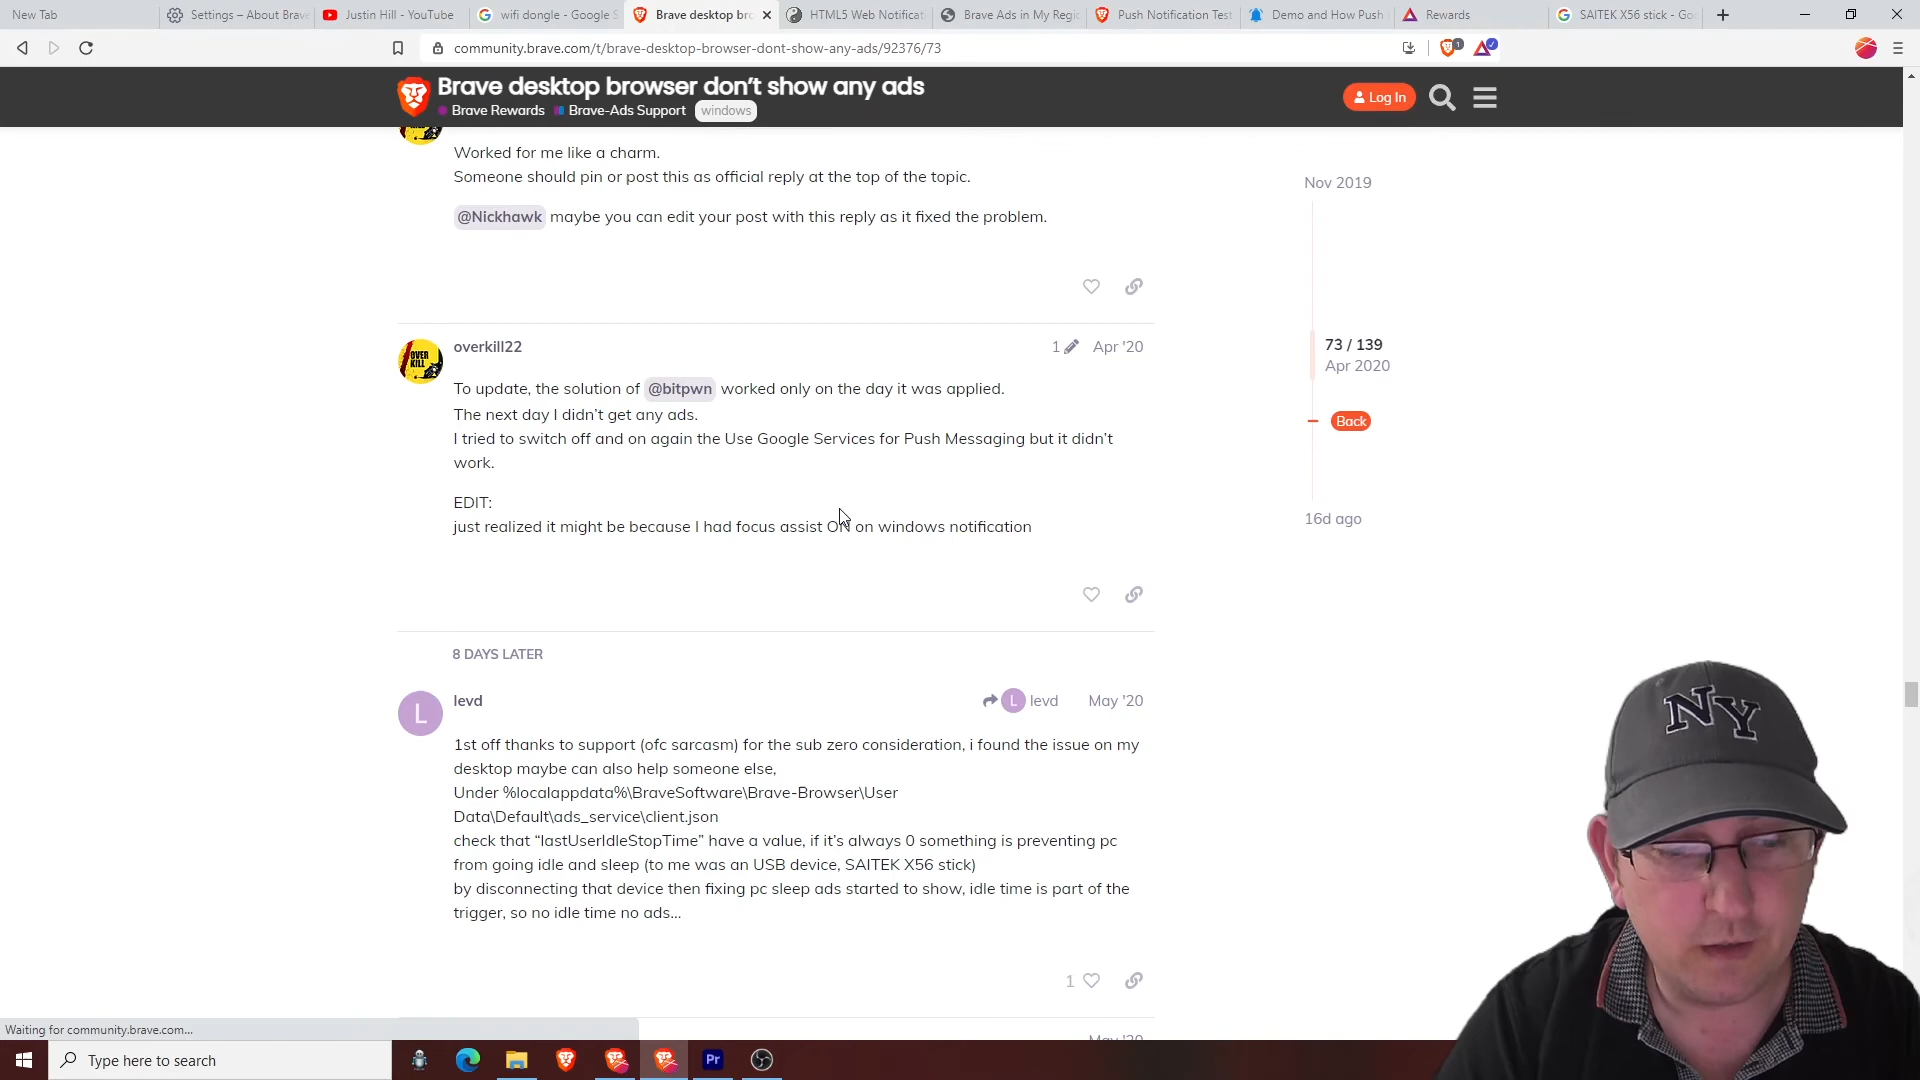 New Tab
Settings – About Brave
Justin Hill - YouTube
wifi dongle - Google S
Brave desktop bro
HTML5 Web Notificat
Brave Ads in My Regio
Push Notification Test
Demo and How Push
Rewards
SAITEK X56 stick - Go
community.brave.com/t/brave-desktop-browser-dont-show-any-ads/92376/73
1
Brave desktop browser don’t show any ads
Brave Rewards Brave-Ads Support windows
Log In
Worked for me like a charm.
Someone should pin or post this as official reply at the top of the topic.
@Nickhawk maybe you can edit your post with this reply as it fixed the problem.
Nov 2019
73 / 139
Apr 2020
Back
16d ago
OVER
KILL
overkill22
1 Apr '20
To update, the solution of @bitpwn worked only on the day it was applied.
The next day I didn’t get any ads.
I tried to switch off and on again the Use Google Services for Push Messaging but it didn’t
work.
EDIT:
just realized it might be because I had focus assist ON on windows notification
8 DAYS LATER
L
levd
L levd May '20
1st off thanks to support (ofc sarcasm) for the sub zero consideration, i found the issue on my
desktop maybe can also help someone else,
Under %localappdata%\BraveSoftware\Brave-Browser\User
Data\Default\ads_service\client.json
check that “lastUserIdleStopTime” have a value, if it’s always 0 something is preventing pc
from going idle and sleep (to me was an USB device, SAITEK X56 stick)
by disconnecting that device then fixing pc sleep ads started to show, idle time is part of the
trigger, so no idle time no ads…
1
May '20
NY
Waiting for community.brave.com...
Type here to search
Pr